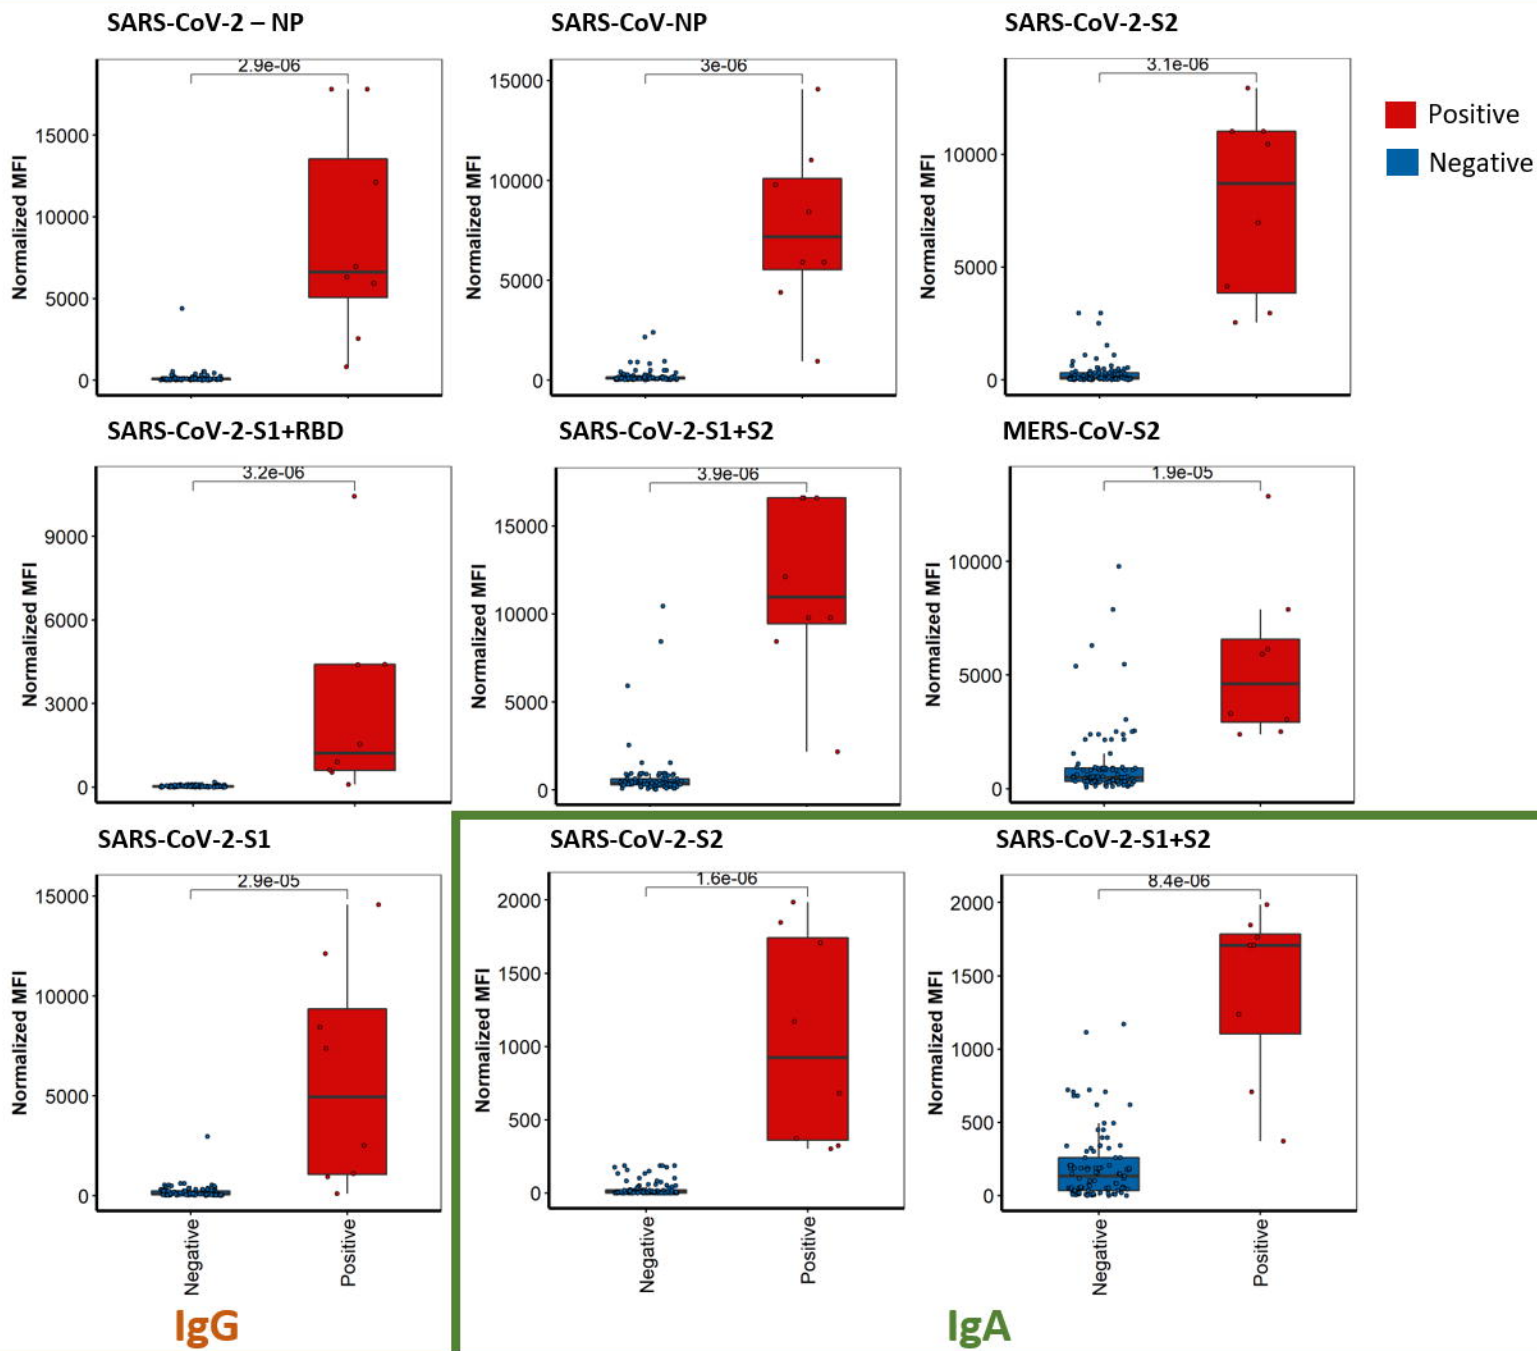 SARS-CoV-2 – NP
2.9e-06
Normalized MFI
15000
10000
5000
0
SARS-CoV-NP
3e-06
Normalized MFI
15000
10000
5000
0
SARS-CoV-2-S2
3.1e-06
Normalized MFI
10000
5000
0
Positive
Negative
SARS-CoV-2-S1+RBD
3.2e-06
Normalized MFI
9000
6000
3000
0
SARS-CoV-2-S1+S2
3.9e-06
Normalized MFI
15000
10000
5000
0
MERS-CoV-S2
1.9e-05
Normalized MFI
10000
5000
0
SARS-CoV-2-S1
2.9e-05
Normalized MFI
15000
10000
5000
0
Negative
Positive
IgG
SARS-CoV-2-S2
1.6e-06
Normalized MFI
2000
1500
1000
500
0
Negative
Positive
SARS-CoV-2-S1+S2
8.4e-06
Normalized MFI
2000
1500
1000
500
0
Negative
Positive
IgA